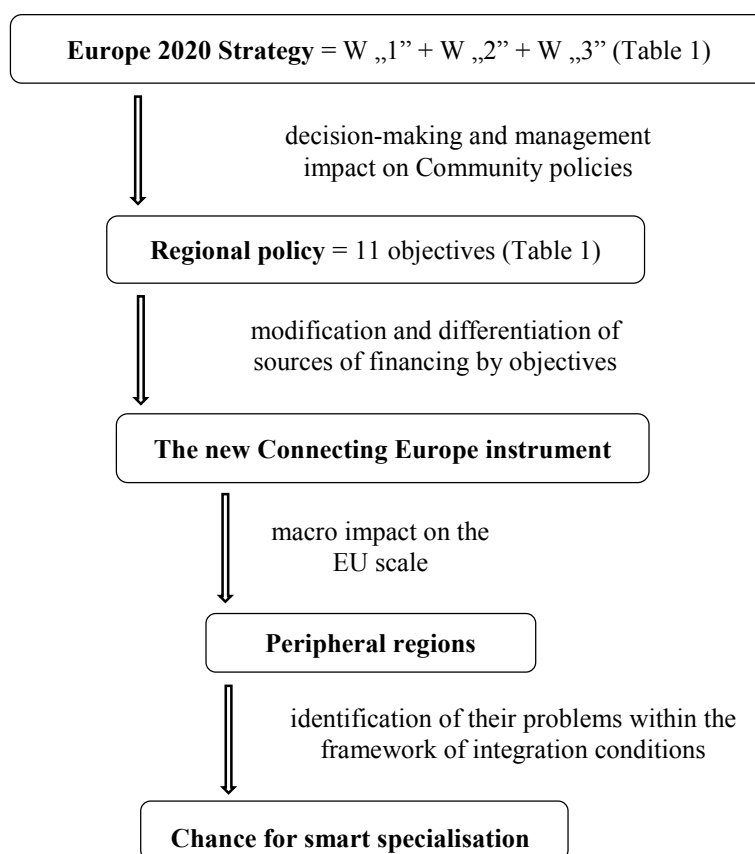 Europe 2020 Strategy = W „1” + W „2” + W „3” (Table 1)
decision-making and management
impact on Community policies
Regional policy = 11 objectives (Table 1)
modification and differentiation of
sources of financing by objectives
The new Connecting Europe instrument
macro impact on the
EU scale
Peripheral regions
identification of their problems within the
framework of integration conditions
Chance for smart specialisation